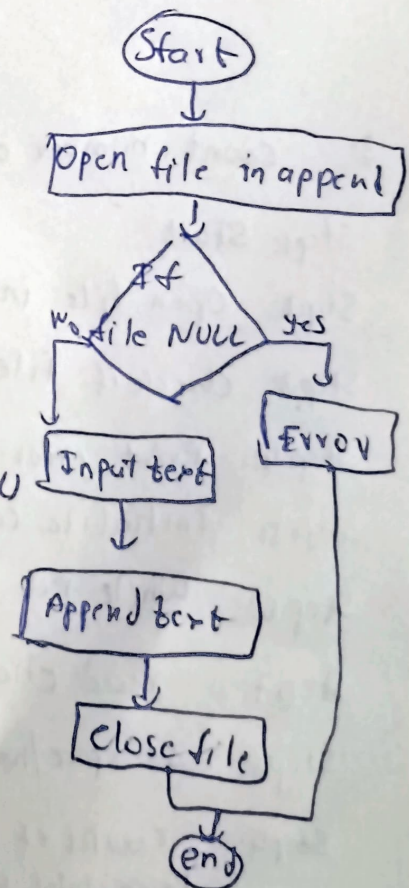 Start
Open file in append
If
no file NULL yes
Input text
Error
Append text
Close file
end